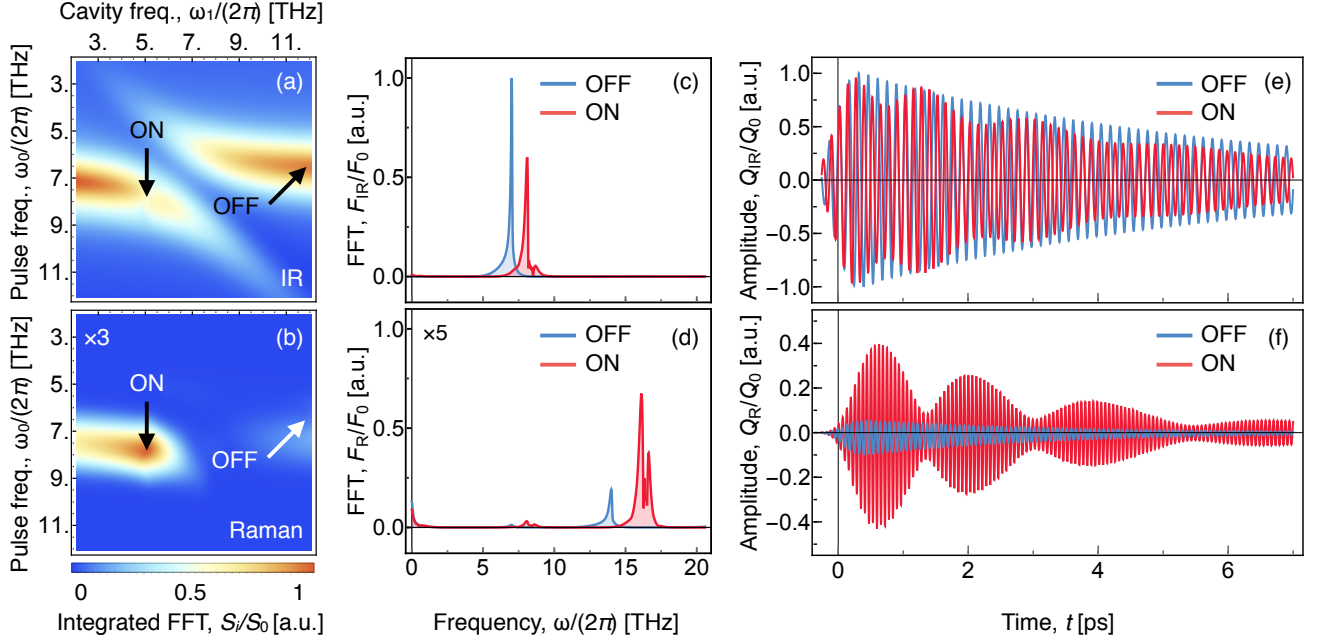 Cavity freq., ω₁/(2π) [THz]
3. 5. 7. 9. 11.
Pulse freq., ω₀/(2π) [THz]
3.
5.
7.
9.
11.
(a)
ON
OFF
IR
Pulse freq., ω₀/(2π) [THz]
3.
5.
7.
9.
11.
×3
(b)
ON
OFF
Raman
0 0.5 1
Integrated FFT, Sᵢ/S₀ [a.u.]
FFT, F_IR/F₀ [a.u.]
1.0
0.5
0.0
OFF
ON
(c)
FFT, F_R/F₀ [a.u.]
1.0
0.5
0.0
×5
OFF
ON
(d)
0 5 10 15 20
Frequency, ω/(2π) [THz]
Amplitude, Q_IR/Q₀ [a.u.]
1.0
0.5
0.0
−0.5
−1.0
OFF
ON
(e)
Amplitude, Q_R/Q₀ [a.u.]
0.4
0.2
0.0
−0.2
−0.4
OFF
ON
(f)
0 2 4 6
Time, t [ps]